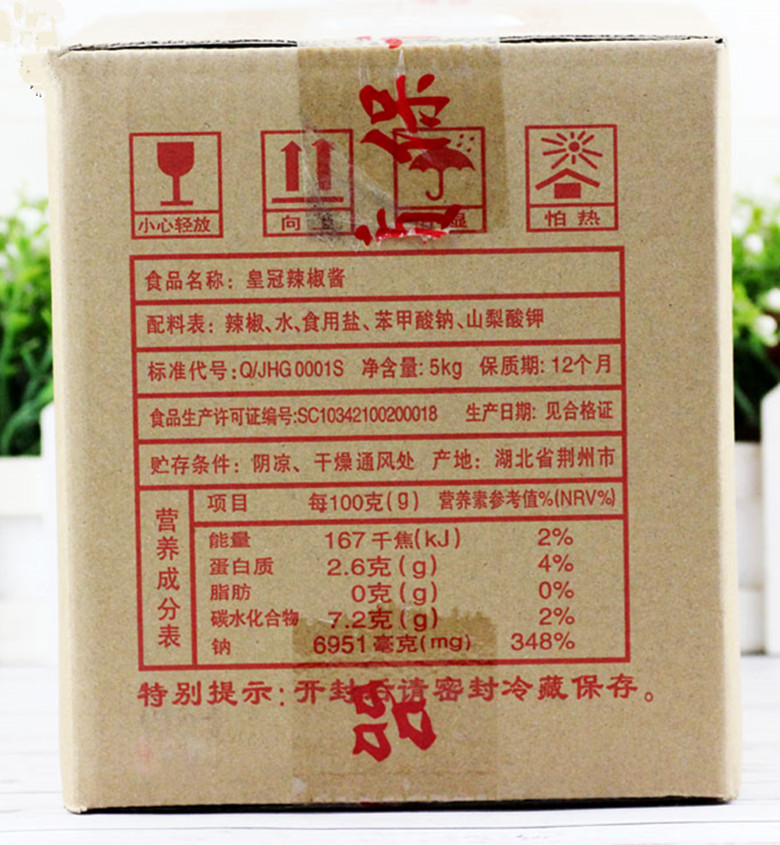 小心轻放
向
湿
怕热
食品名称：皇冠辣椒酱
配料表：辣椒、水、食用盐、苯甲酸钠、山梨酸钾
标准代号:Q/JHG0001S 净含量:5kg 保质期:12个月
食品生产许可证编号:SC10342100200018 生产日期:见合格证
贮存条件：阴凉、干燥通风处 产地：湖北省荆州市
营养成分表
项目 每100克(g) 营养素参考值%(NRV%)
能量 167千焦(kJ) 2%
蛋白质 2.6克(g) 4%
脂肪 0克(g) 0%
碳水化合物 7.2克(g) 2%
钠 6951毫克(mg) 348%
特别提示：开封后请密封冷藏保存。